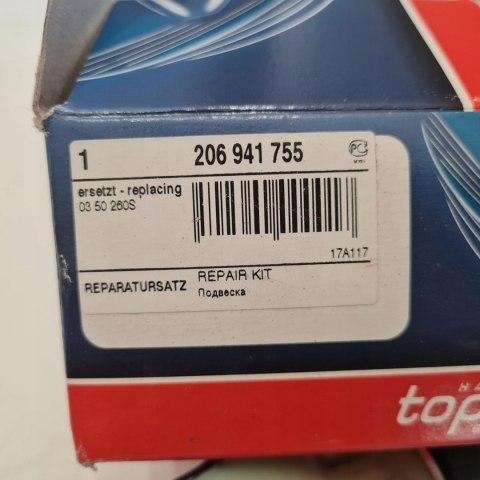 1 206 941 755
ersetzt - replacing
03 50 260S
17A117
REPARATURSATZ REPAIR KIT
Подвеска
top